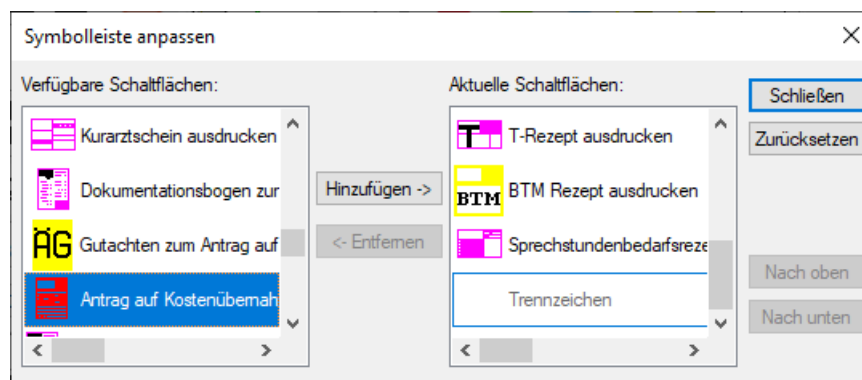 Symbolleiste anpassen
Verfügbare Schaltflächen:
Kurarztschein ausdrucken
Dokumentationsbogen zur
ÄG Gutachten zum Antrag auf
Antrag auf Kostenübernah
Hinzufügen ->
<- Entfernen
Aktuelle Schaltflächen:
T T-Rezept ausdrucken
BTM BTM Rezept ausdrucken
Sprechstundenbedarfsreze
Trennzeichen
Schließen
Zurücksetzen
Nach oben
Nach unten